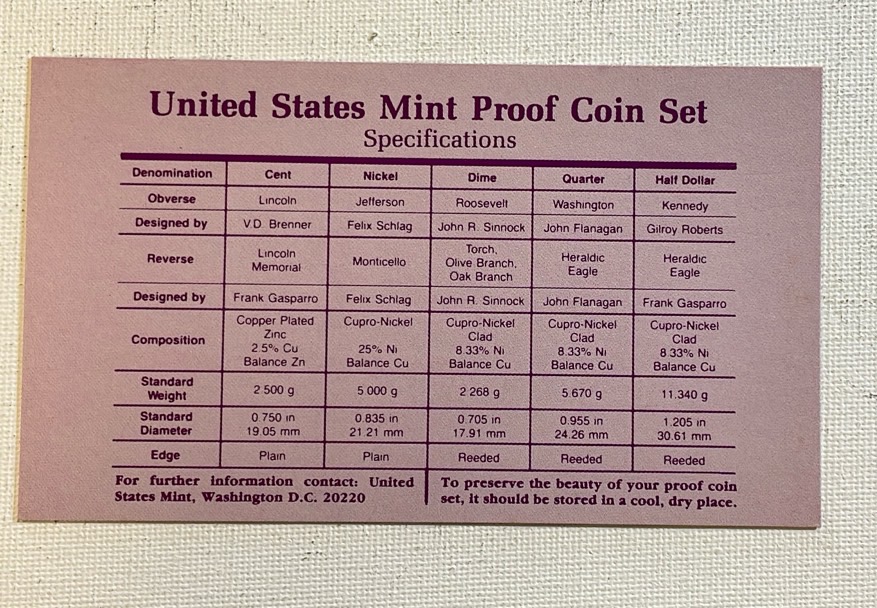 United States Mint Proof Coin Set
Specifications
Denomination Cent Nickel Dime Quarter Half Dollar
Obverse Lincoln Jefferson Roosevelt Washington Kennedy
Designed by V.D. Brenner Felix Schlag John R. Sinnock John Flanagan Gilroy Roberts
Reverse Lincoln Memorial Monticello Torch, Olive Branch, Oak Branch Heraldic Eagle Heraldic Eagle
Designed by Frank Gasparro Felix Schlag John R. Sinnock John Flanagan Frank Gasparro
Composition Copper Plated Zinc 2.5% Cu Balance Zn Cupro-Nickel 25% Ni Balance Cu Cupro-Nickel Clad 8.33% Ni Balance Cu Cupro-Nickel Clad 8.33% Ni Balance Cu Cupro-Nickel Clad 8.33% Ni Balance Cu
Standard Weight 2.500 g 5.000 g 2.268 g 5.670 g 11.340 g
Standard Diameter 0.750 in 19.05 mm 0.835 in 21.21 mm 0.705 in 17.91 mm 0.955 in 24.26 mm 1.205 in 30.61 mm
Edge Plain Plain Reeded Reeded Reeded
For further information contact: United
States Mint, Washington D.C. 20220
To preserve the beauty of your proof coin
set, it should be stored in a cool, dry place.